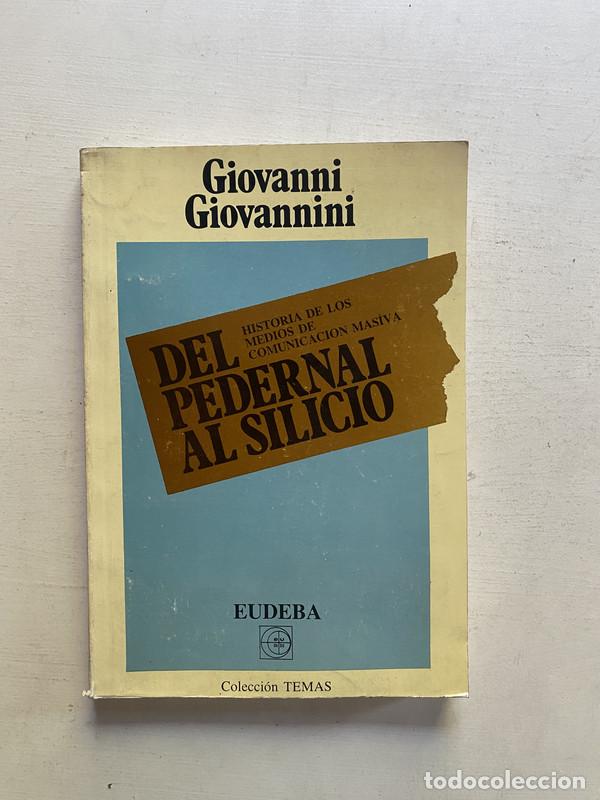 Giovanni
Giovannini
HISTORIA DE LOS
MEDIOS DE
COMUNICACION MASIVA
DEL
PEDERNAL
AL SILICIO
EUDEBA
Colección TEMAS
todocoleccion